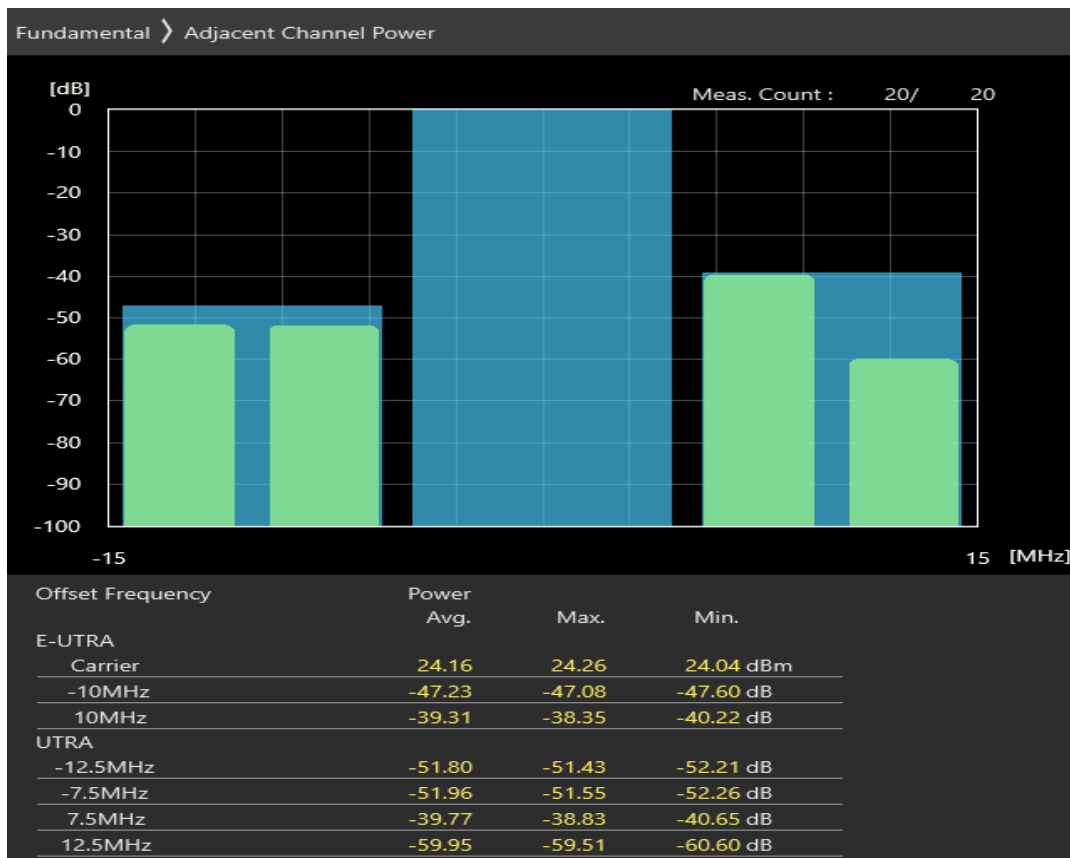 Fundamental 〉 Adjacent Channel Power
[dB]
Meas. Count : 20/ 20
0
-10
-20
-30
-40
-50
-60
-70
-80
-90
-100
-15 15 [MHz]
Offset Frequency Power
Avg. Max. Min.
E-UTRA
Carrier 24.16 24.26 24.04 dBm
-10MHz -47.23 -47.08 -47.60 dB
10MHz -39.31 -38.35 -40.22 dB
UTRA
-12.5MHz -51.80 -51.43 -52.21 dB
-7.5MHz -51.96 -51.55 -52.26 dB
7.5MHz -39.77 -38.83 -40.65 dB
12.5MHz -59.95 -59.51 -60.60 dB